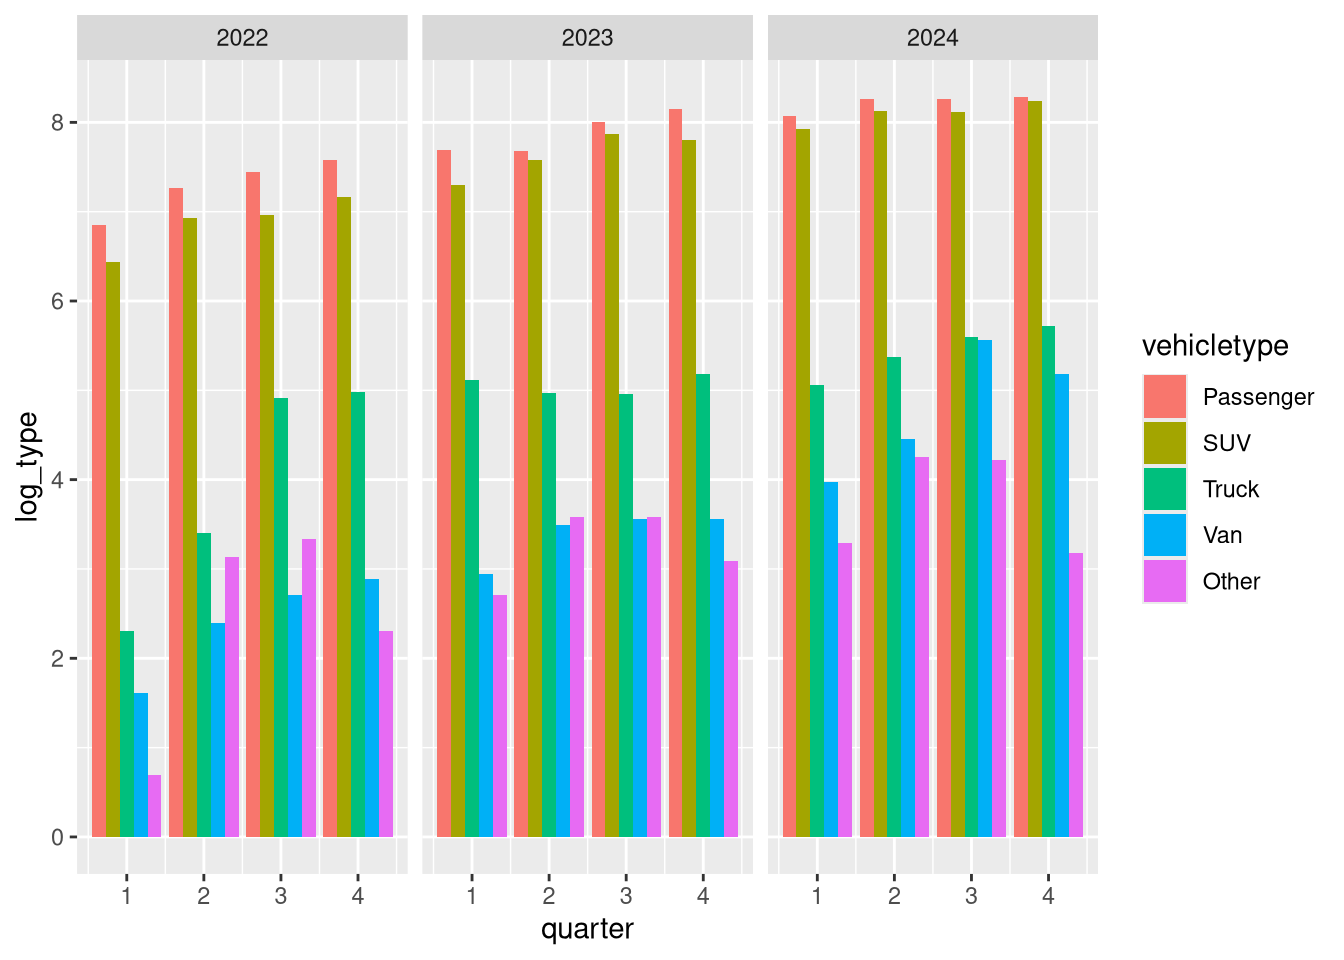 2022 2023 2024
8
6
4
2
0
log_type
1 2 3 4 1 2 3 4 1 2 3 4
quarter
vehicletype
Passenger
SUV
Truck
Van
Other